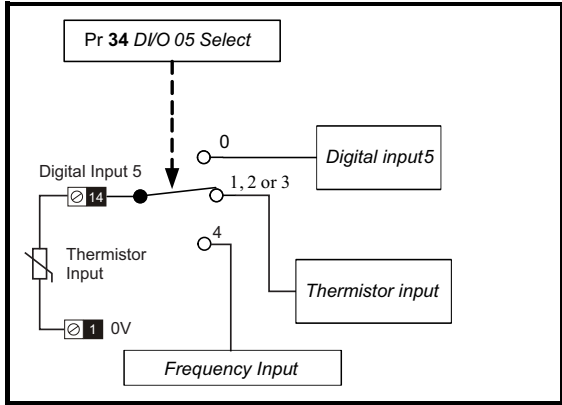 Pr 34 DI/O 05 Select
0
Digital input5
Digital Input 5
14
1, 2 or 3
4
Thermistor
Input
Thermistor input
1 0V
Frequency Input